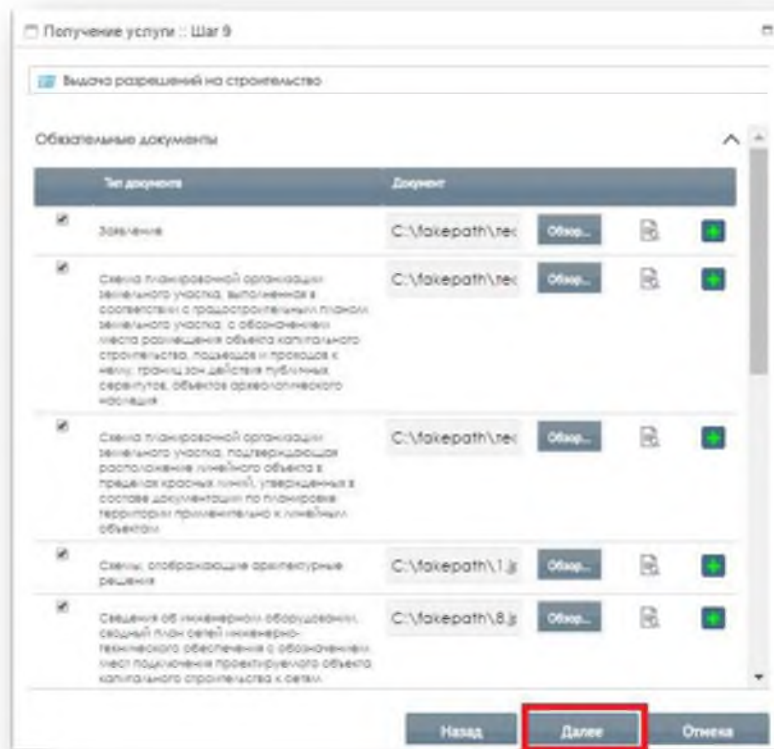 Получение услуги :: Шаг 9
Выдача разрешений на строительство
Обязательные документы
Тип документа Документ
Заявление C:\fakepath\тес Обзор...
Схема планировочной организации C:\fakepath\тес Обзор...
земельного участка, выполненная в
соответствии с градостроительным планом
земельного участка, с обозначением
места размещения объекта капитального
строительства, подъездов и проходов к
нему, границ зон действия публичных
сервитутов, объектов археологического
наследия
Схема планировочной организации C:\fakepath\тес Обзор...
земельного участка, подтверждающая
расположение линейного объекта в
пределах красных линий, утвержденных в
составе документации по планировке
территории применительно к линейным
объектам
Схемы, отображающие архитектурные C:\fakepath\1.jp Обзор...
решения
Сведения об инженерном оборудовании, C:\fakepath\8.jp Обзор...
сводный план сетей инженерно-
технического обеспечения с обозначением
мест подключения проектируемого объекта
капитального строительства к сетям
Назад Далее Отмена